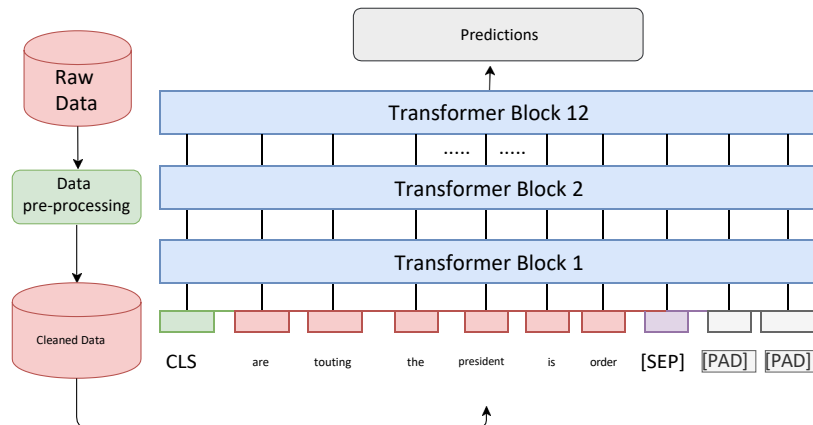 Predictions
Raw
Data
Transformer Block 12
..... .....
Data
pre-processing
Transformer Block 2
Transformer Block 1
Cleaned Data
CLS are touting the president is order [SEP] [PAD] [PAD]